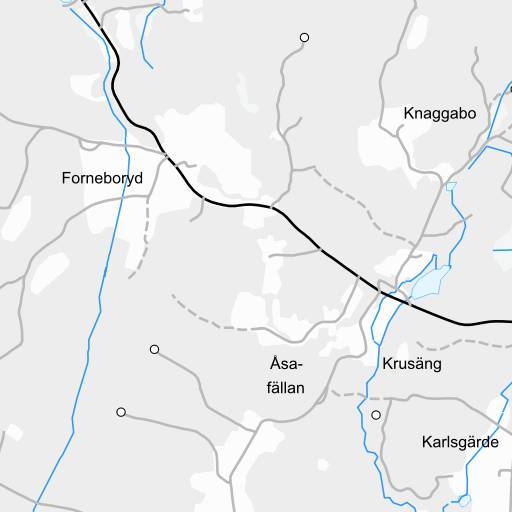 Knaggabo
Forneboryd
Åsa-
fällan
Krusäng
Karlsgärde